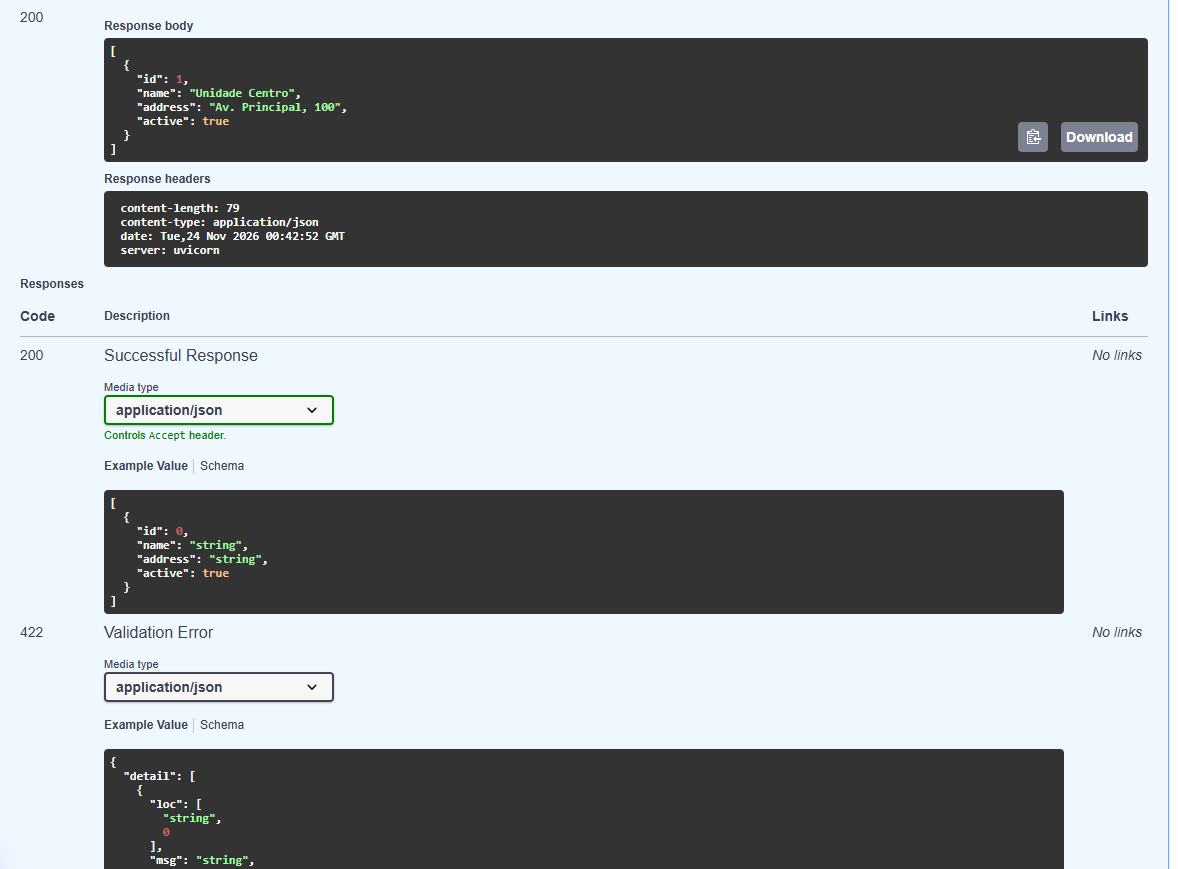 200
Response body
[
  {
    "id": 1,
    "name": "Unidade Centro",
    "address": "Av. Principal, 100",
    "active": true
  }
]
Download
Response headers
content-length: 79
content-type: application/json
date: Tue,24 Nov 2026 00:42:52 GMT
server: uvicorn
Responses
Code Description Links
200 Successful Response No links
Media type
application/json
Controls Accept header.
Example Value Schema
[
  {
    "id": 0,
    "name": "string",
    "address": "string",
    "active": true
  }
]
422 Validation Error No links
Media type
application/json
Example Value Schema
{
  "detail": [
    {
      "loc": [
        "string",
        0
      ],
      "msg": "string",